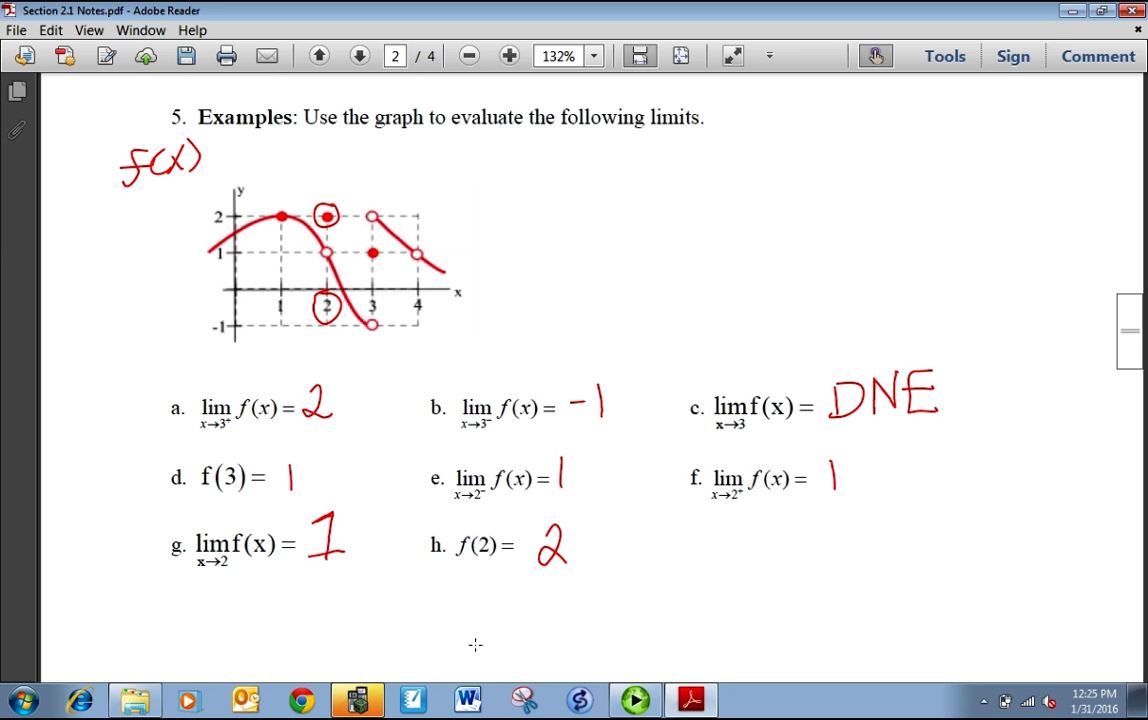 Section 2.1 Notes.pdf - Adobe Reader
File Edit View Window Help
2 / 4 132% Tools Sign Comment
5. Examples: Use the graph to evaluate the following limits.
f(x)
y
2
1
x
1 2 3 4
-1
a. lim x→3⁺ f(x) = 2 b. lim x→3⁻ f(x) = -1 c. lim x→3 f(x) = DNE
d. f(3) = 1 e. lim x→2⁻ f(x) = 1 f. lim x→2⁺ f(x) = 1
g. lim x→2 f(x) = 1 h. f(2) = 2
12:25 PM
1/31/2016